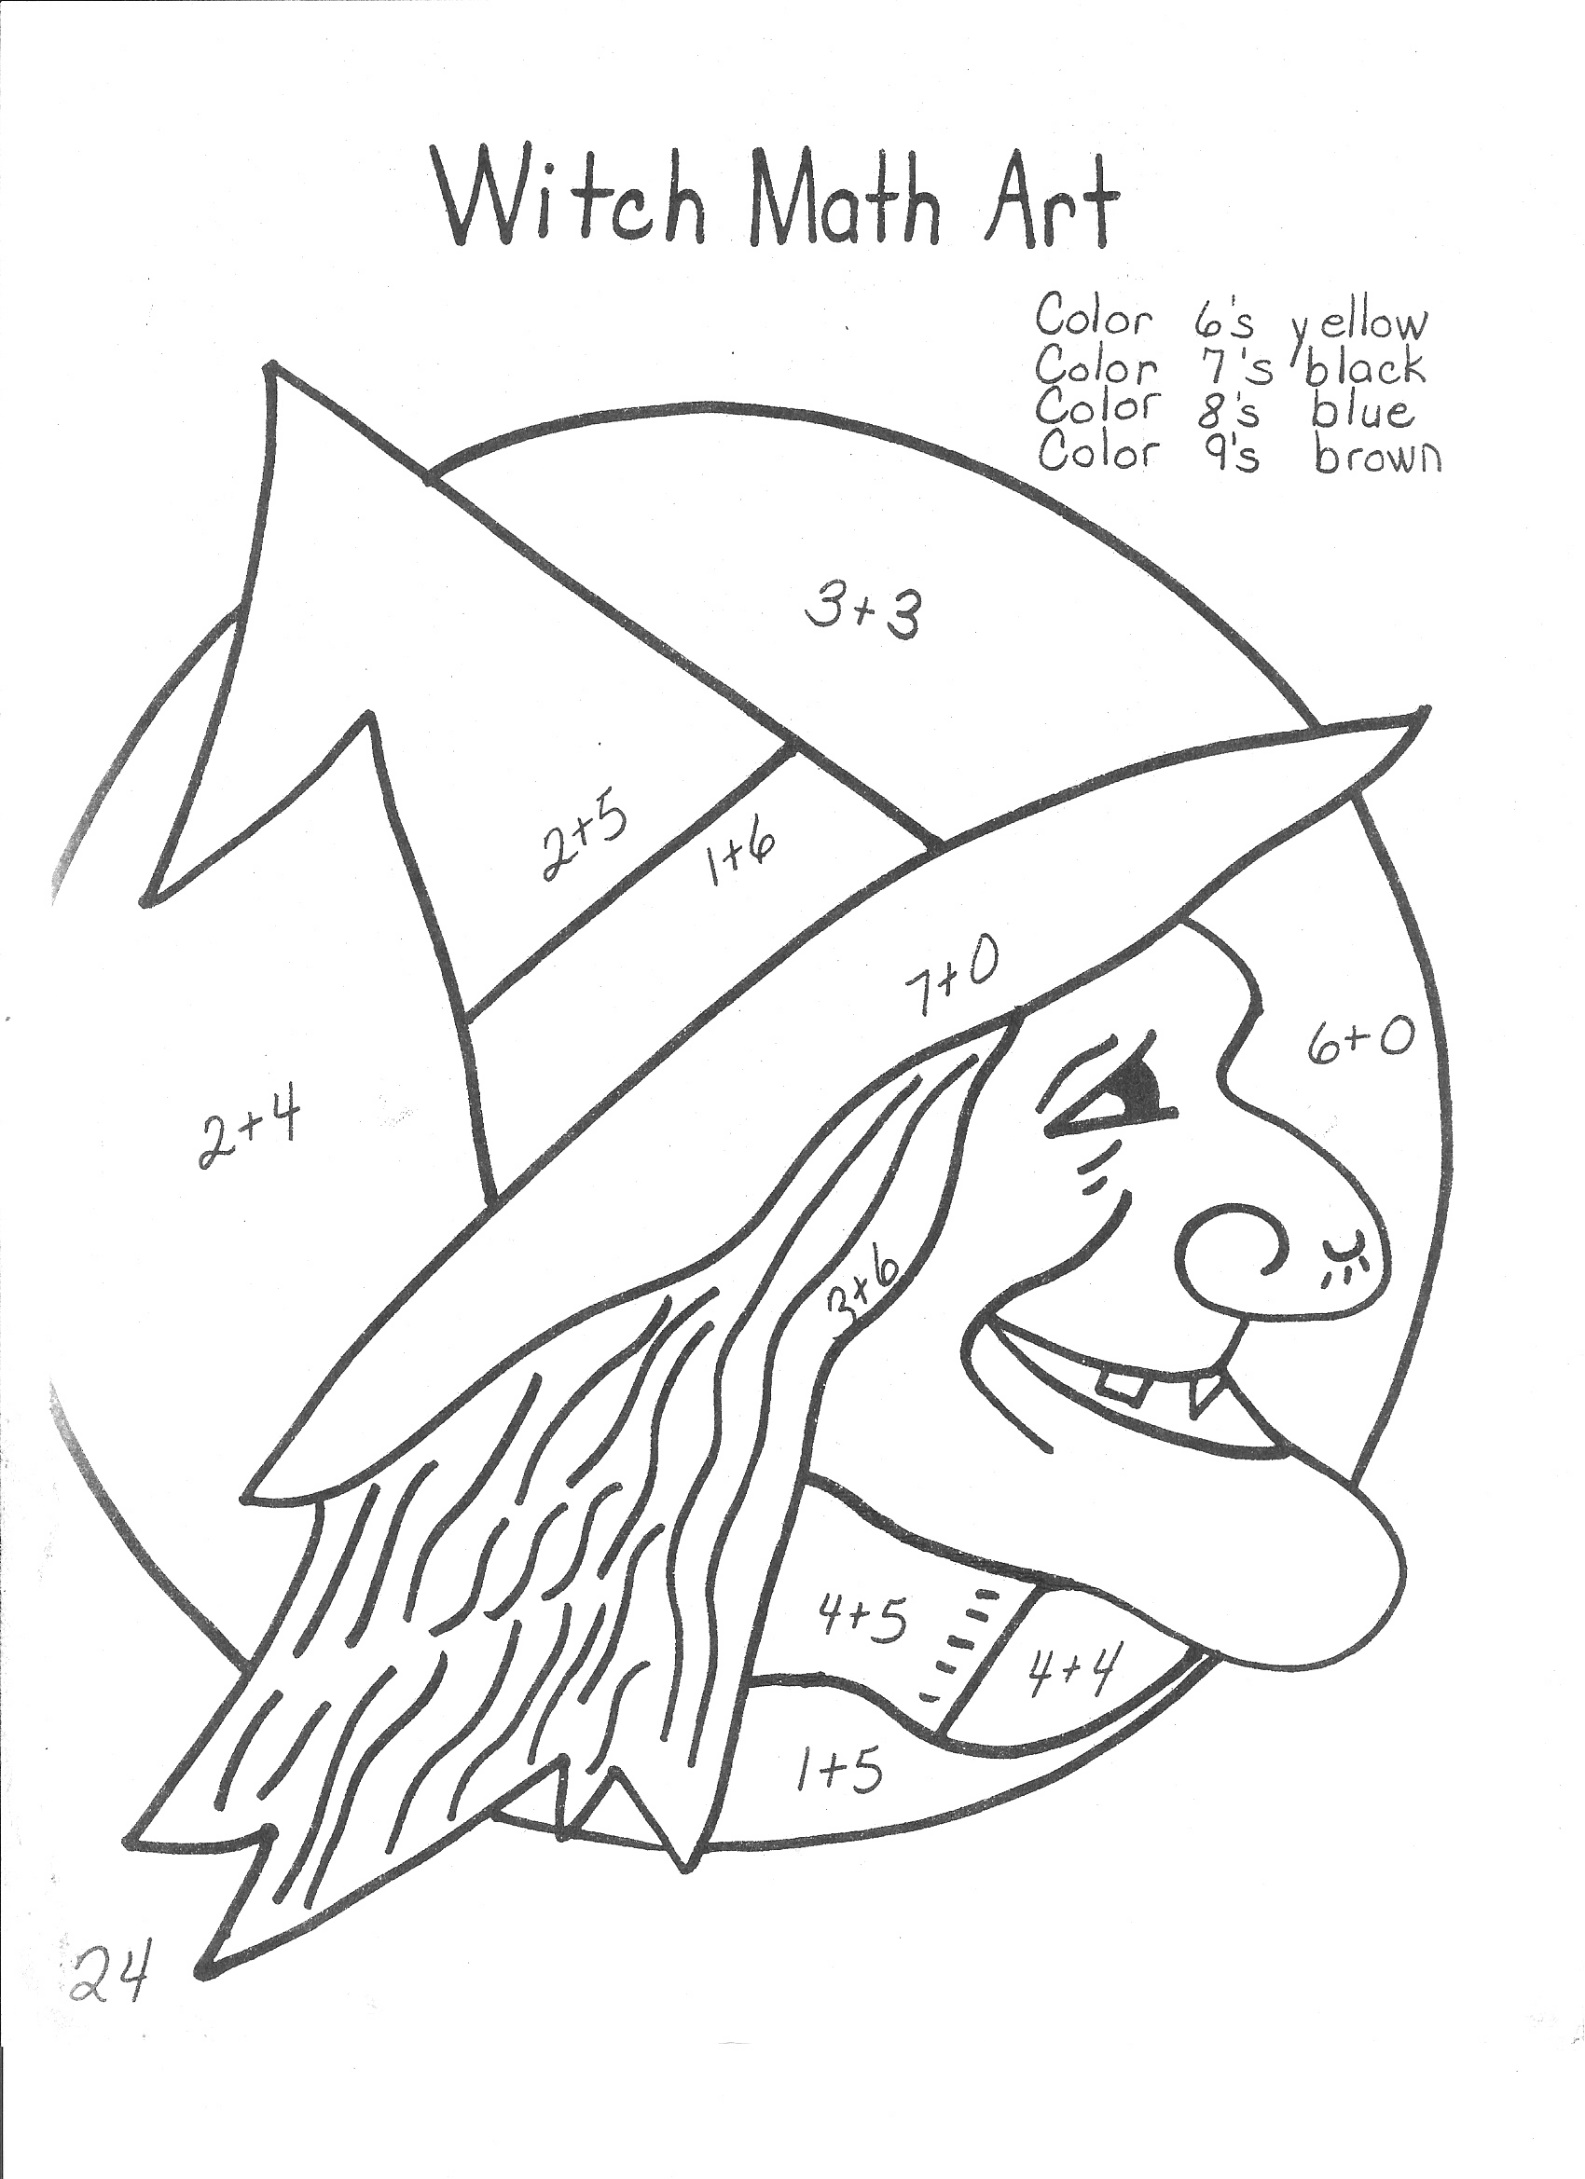 Witch Math Art
Color 6's yellow
Color 7's black
Color 8's blue
Color 9's brown
3+3
2+5
1+6
7+0
6+0
2+4
3+6
4+5
4+4
1+5
24